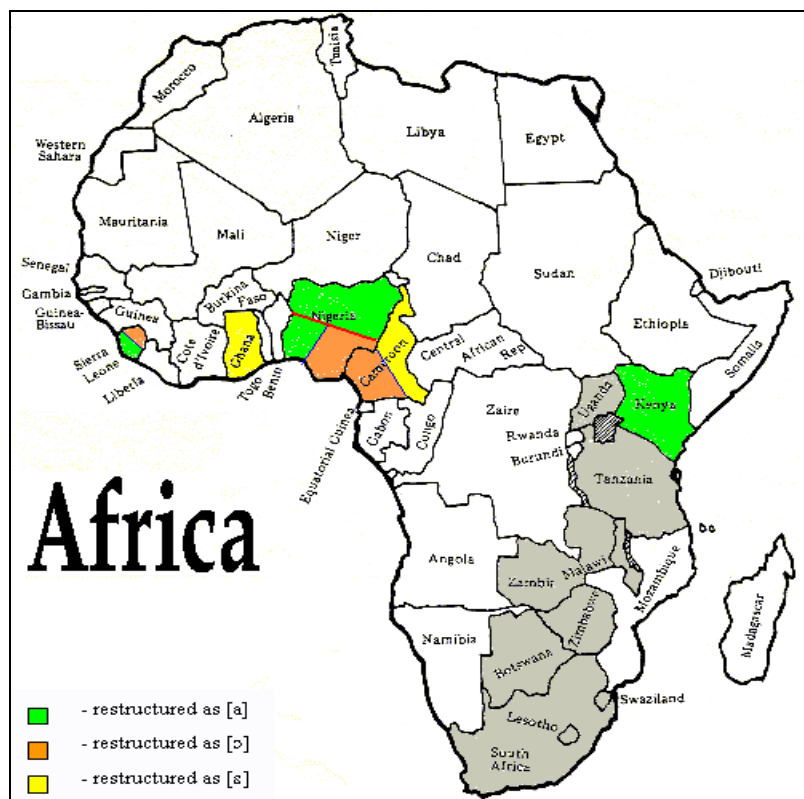 Tunisia
Morocco
Algeria
Libya
Egypt
Western
Sahara
Mauritania
Mali
Niger
Chad
Sudan
Senegal
Gambia
Guinea-
Bissau
Guinea
Burkina
Faso
Nigeria
Djibouti
Ethiopia
Somalia
Sierra
Leone
Liberia
Cote
d'Ivoire
Ghana
Togo
Benin
Cameroon
Central
African Rep
Equatorial Guinea
Gabon
Congo
Zaire
Uganda
Kenya
Rwanda
Burundi
Tanzania
Africa
Angola
Zambir
Malawi
Mozambique
Zimbabwe
Namibia
Botswana
Madagascar
Swaziland
Lesotho
South
Africa
- restructured as [a]
- restructured as [ɔ]
- restructured as [ɛ]